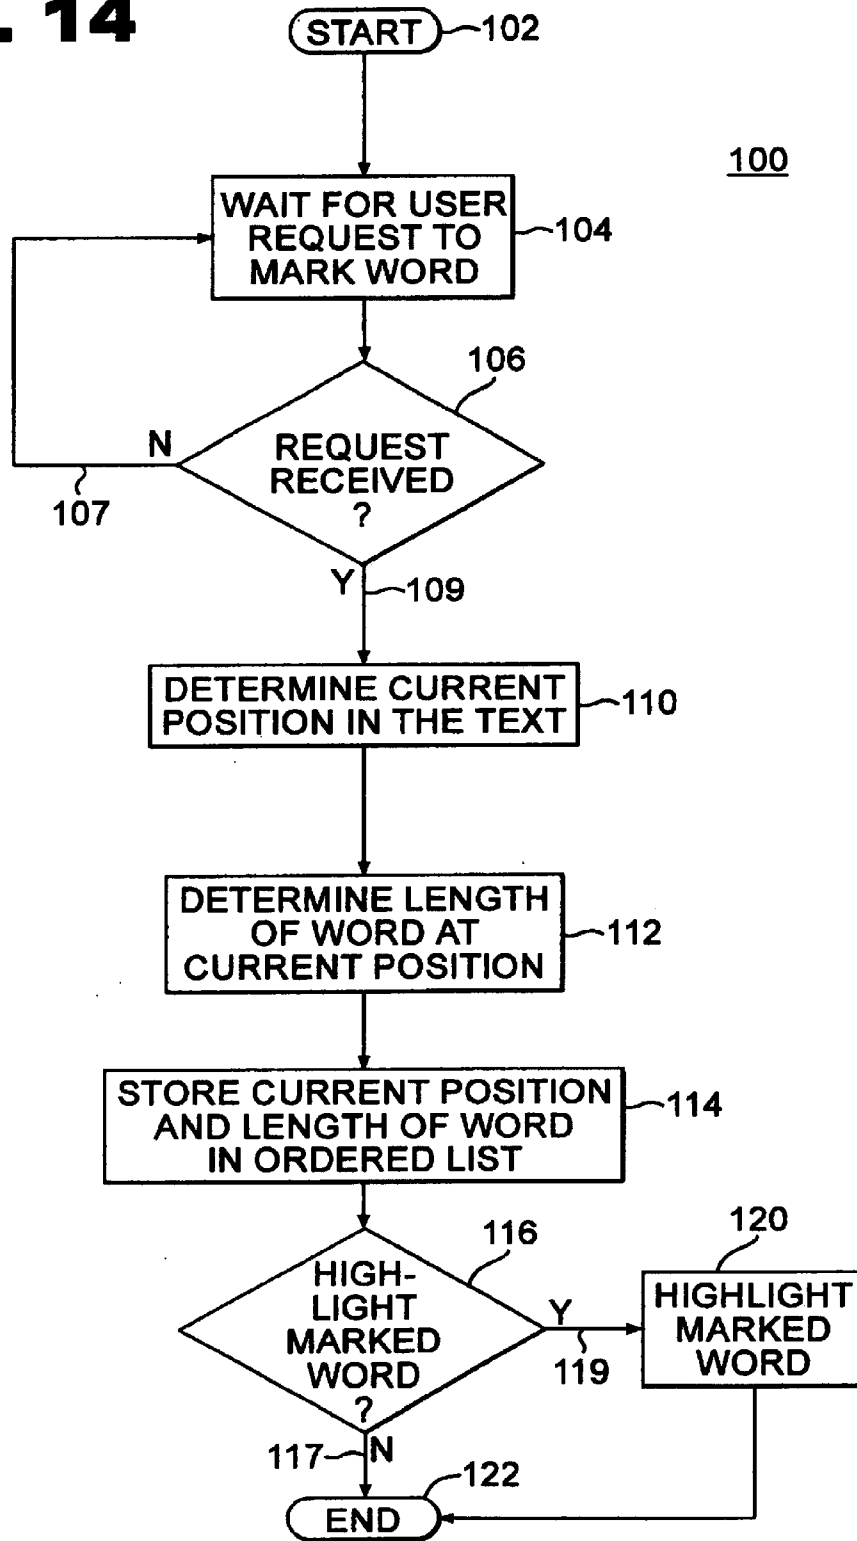 . 14
START
102
100
WAIT FOR USER
REQUEST TO
MARK WORD
104
106
N
REQUEST
RECEIVED
?
107
Y
109
DETERMINE CURRENT
POSITION IN THE TEXT
110
DETERMINE LENGTH
OF WORD AT
CURRENT POSITION
112
STORE CURRENT POSITION
AND LENGTH OF WORD
IN ORDERED LIST
114
116
120
HIGH-
LIGHT
MARKED
WORD
?
Y
119
HIGHLIGHT
MARKED
WORD
117
N
122
END